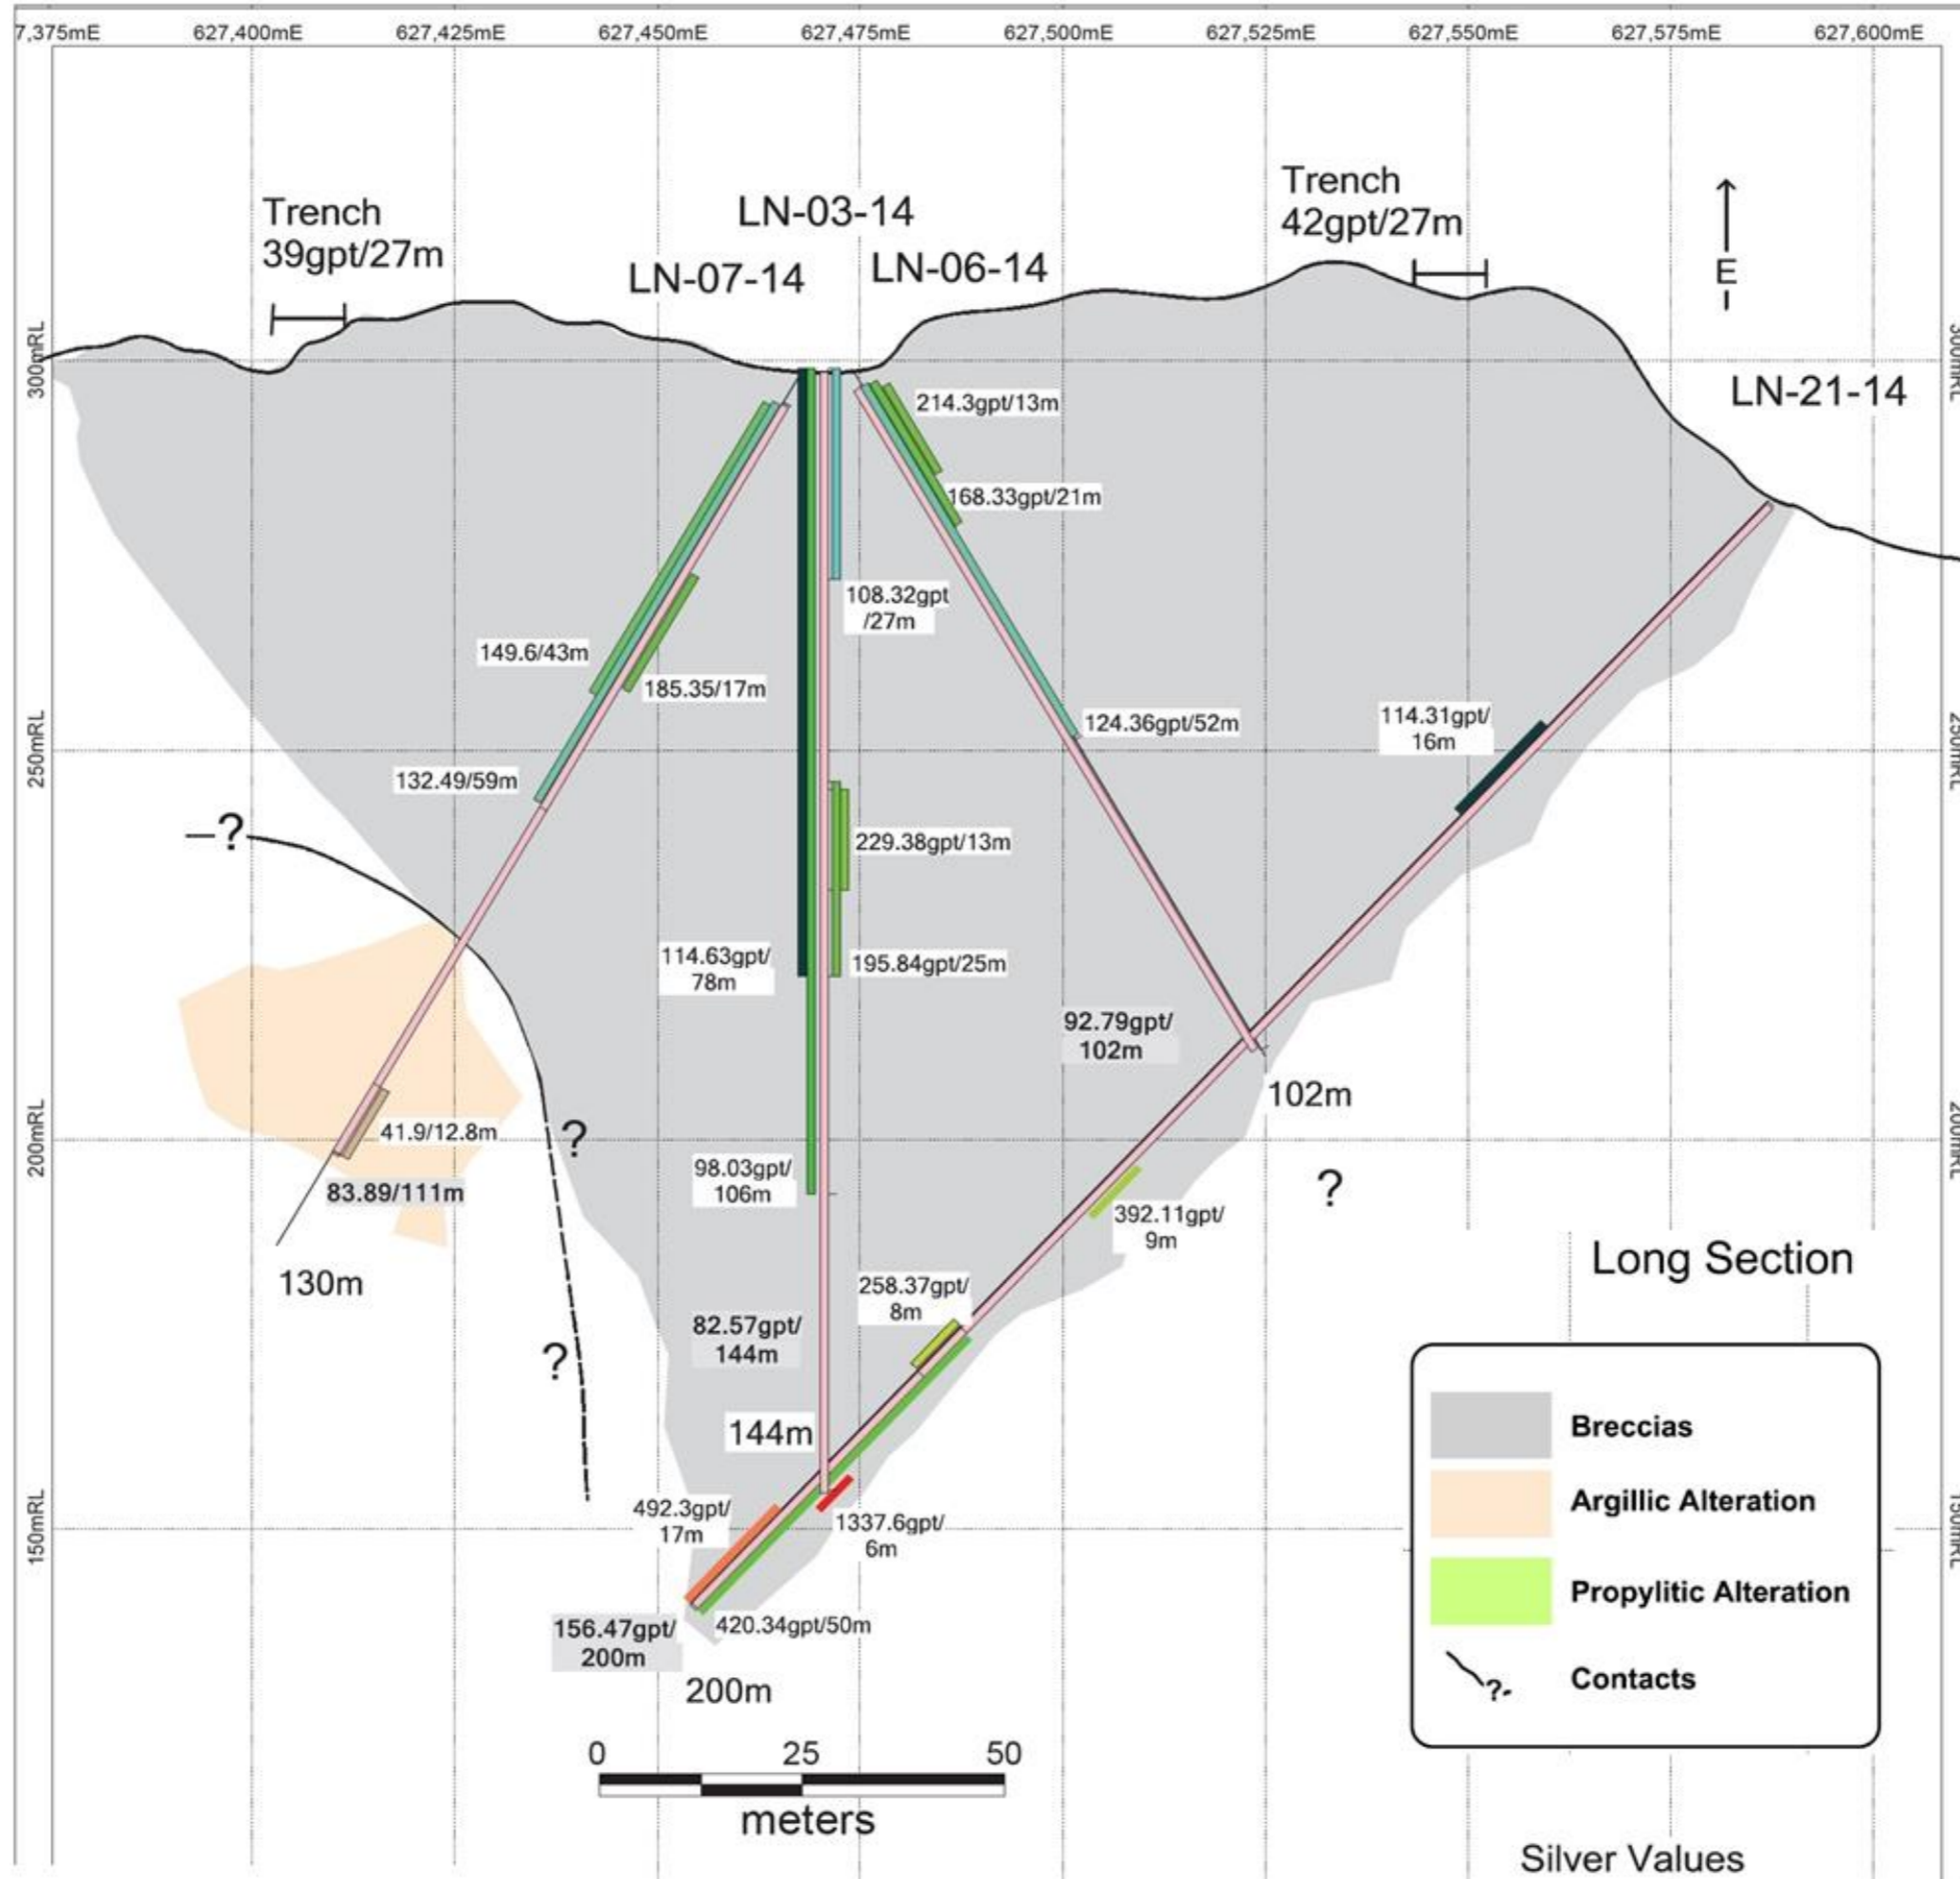 7,375mE 627,400mE 627,425mE 627,450mE 627,475mE 627,500mE 627,525mE 627,550mE 627,575mE 627,600mE
Trench
39gpt/27m
LN-03-14
LN-07-14
LN-06-14
Trench
42gpt/27m
E
LN-21-14
300mRL
300mRL
214.3gpt/13m
168.33gpt/21m
108.32gpt
/27m
149.6/43m
185.35/17m
124.36gpt/52m
114.31gpt/
16m
250mRL
250mRL
132.49/59m
?
229.38gpt/13m
114.63gpt/
78m
195.84gpt/25m
92.79gpt/
102m
102m
200mRL
200mRL
41.9/12.8m
?
83.89/111m
98.03gpt/
106m
?
392.11gpt/
9m
130m
258.37gpt/
8m
82.57gpt/
144m
?
144m
150mRL
150mRL
492.3gpt/
17m
1337.6gpt/
6m
156.47gpt/
200m
420.34gpt/50m
200m
0 25 50
meters
Long Section
Breccias
Argillic Alteration
Propylitic Alteration
?
Contacts
Silver Values